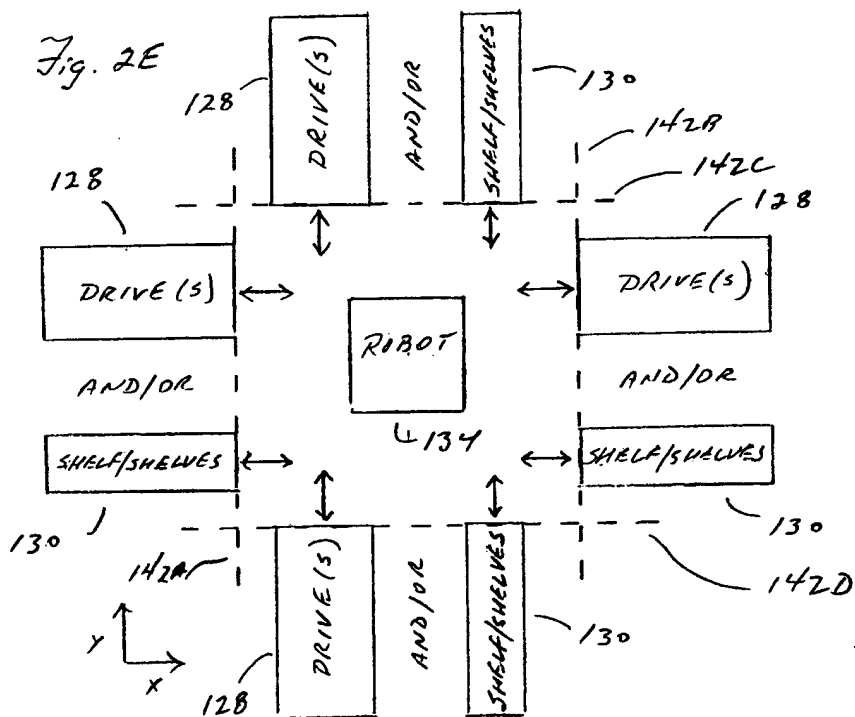 Fig. 2E
128
DRIVE(S)
AND/OR
SHELF/SHELVES
130
142B
142C
128
DRIVE(S)
128
DRIVE(S)
ROBOT
134
AND/OR
AND/OR
SHELF/SHELVES
130
SHELF/SHELVES
130
142A
142D
DRIVE(S)
128
AND/OR
SHELF/SHELVES
130
Y
X